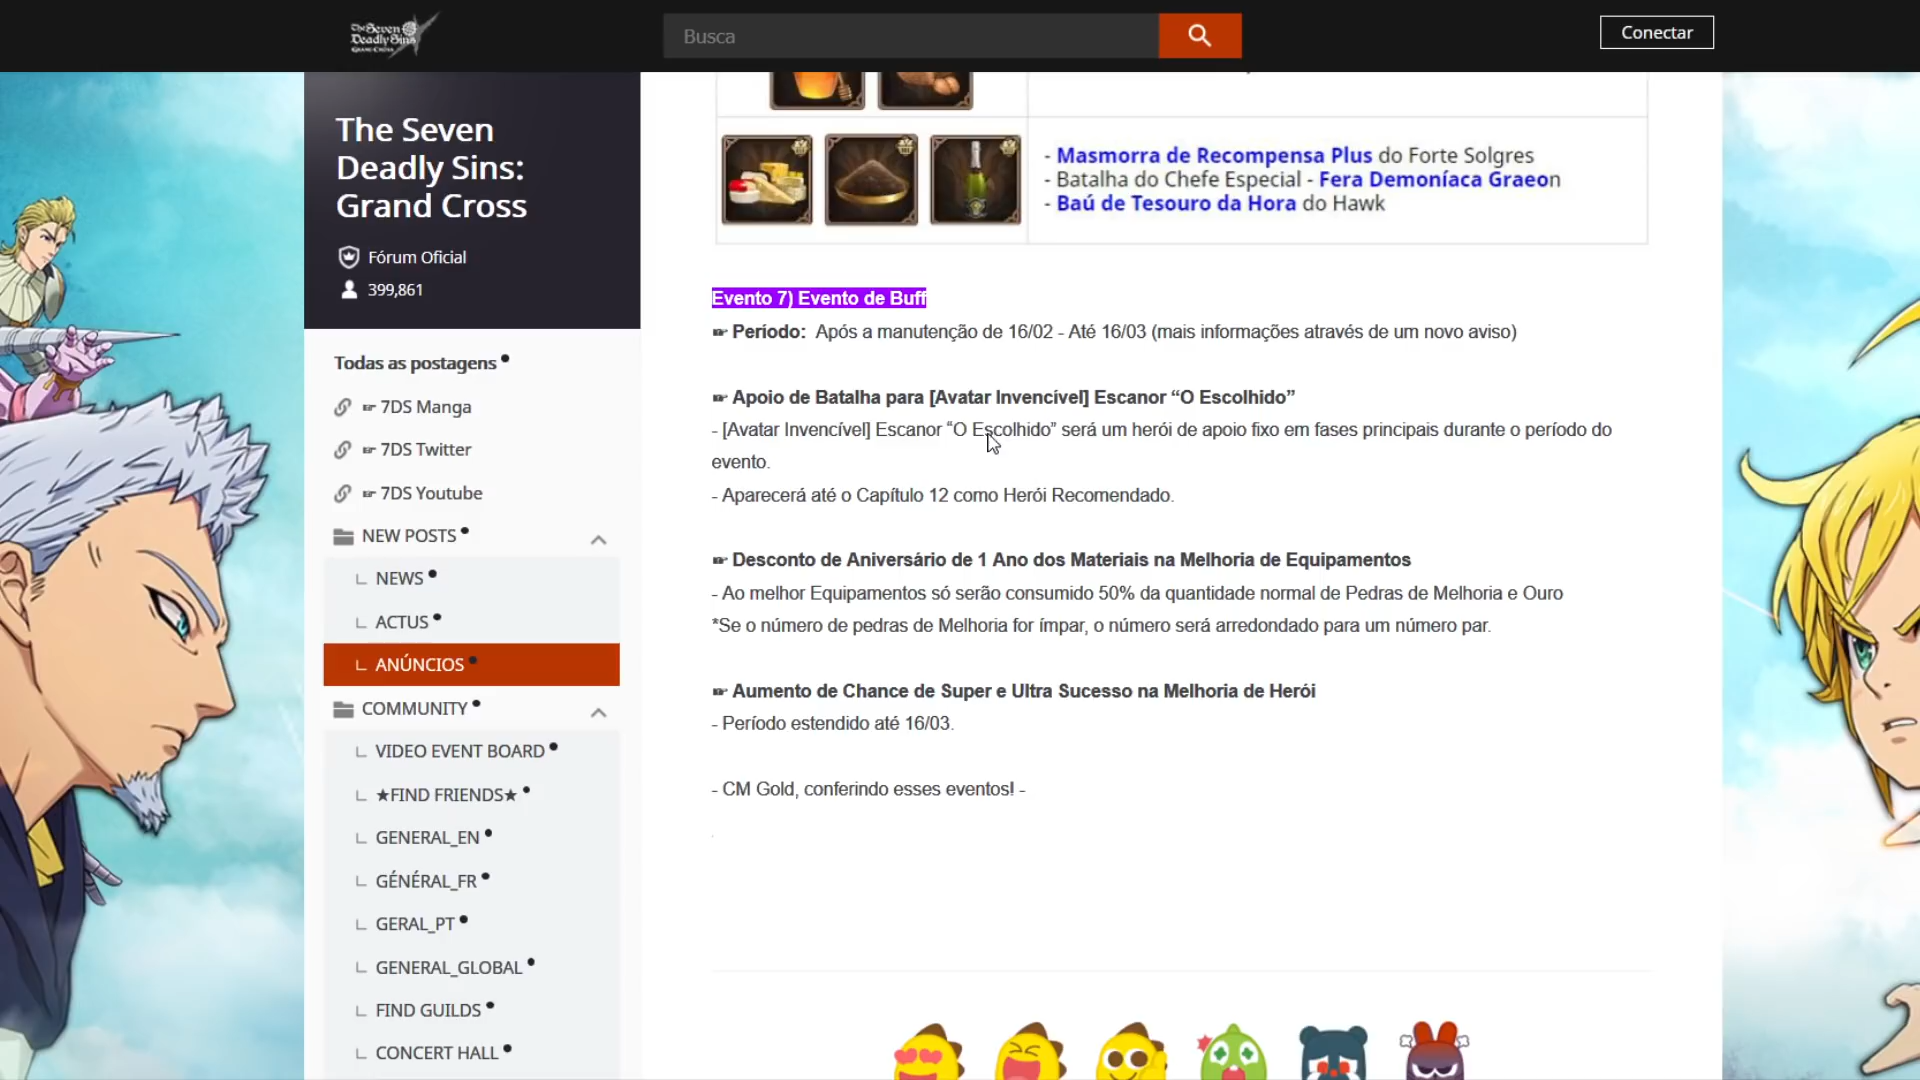 The Seven
Deadly Sins
GRAND CROSS
Busca
Conectar
The Seven
Deadly Sins:
Grand Cross
Fórum Oficial
399,861
Todas as postagens
☞ 7DS Manga
☞ 7DS Twitter
☞ 7DS Youtube
NEW POSTS
NEWS
ACTUS
ANÚNCIOS
COMMUNITY
VIDEO EVENT BOARD
★FIND FRIENDS★
GENERAL_EN
GÉNÉRAL_FR
GERAL_PT
GENERAL_GLOBAL
FIND GUILDS
CONCERT HALL
- Masmorra de Recompensa Plus do Forte Solgres
- Batalha do Chefe Especial - Fera Demoníaca Graeon
- Baú de Tesouro da Hora do Hawk
Evento 7) Evento de Buff
☞ Período: Após a manutenção de 16/02 - Até 16/03 (mais informações através de um novo aviso)
☞ Apoio de Batalha para [Avatar Invencível] Escanor “O Escolhido”
- [Avatar Invencível] Escanor “O Escolhido” será um herói de apoio fixo em fases principais durante o período do
evento.
- Aparecerá até o Capítulo 12 como Herói Recomendado.
☞ Desconto de Aniversário de 1 Ano dos Materiais na Melhoria de Equipamentos
- Ao melhor Equipamentos só serão consumido 50% da quantidade normal de Pedras de Melhoria e Ouro
*Se o número de pedras de Melhoria for ímpar, o número será arredondado para um número par.
☞ Aumento de Chance de Super e Ultra Sucesso na Melhoria de Herói
- Período estendido até 16/03.
- CM Gold, conferindo esses eventos! -